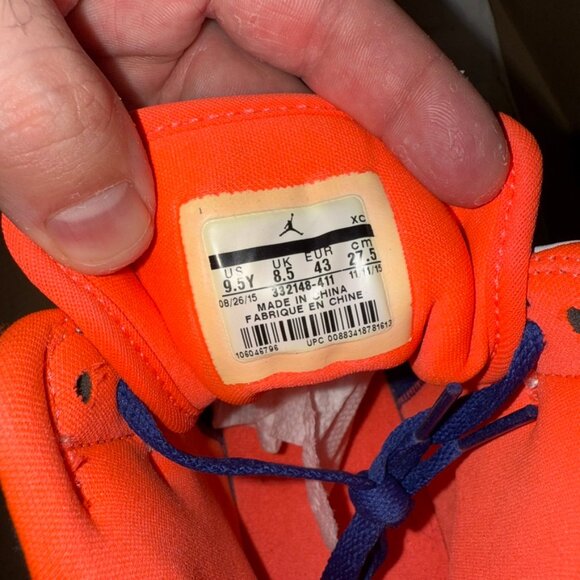 XC
US UK EUR cm
9.5Y 8.5 43 27.5
08/26/15 332148-411 11/11/15
MADE IN CHINA
FABRIQUE EN CHINE
106046796 UPC 00883418781612